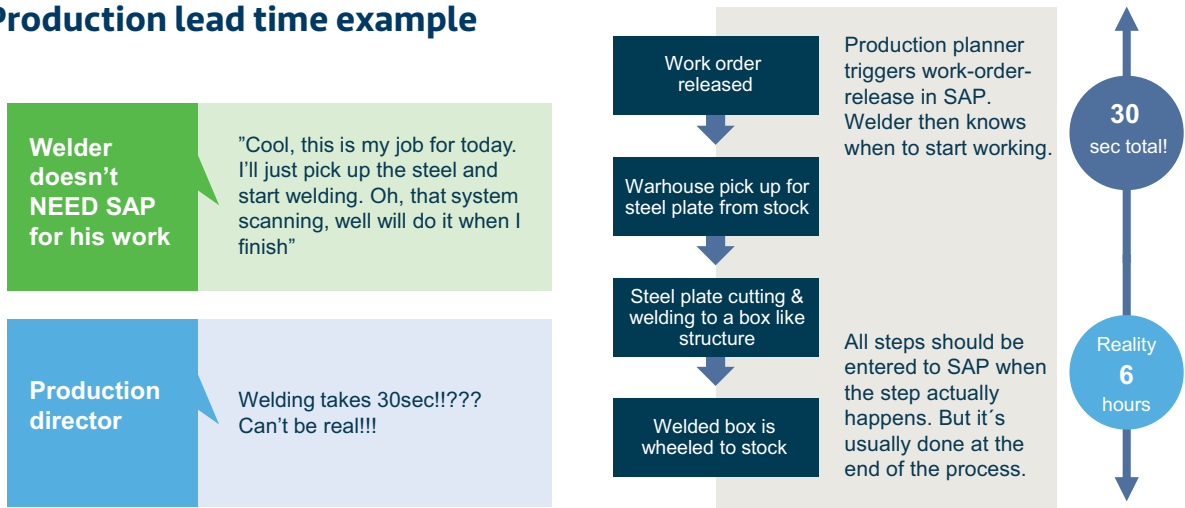 Production lead time example
Welder
doesn't
NEED SAP
for his work
”Cool, this is my job for today.
I'll just pick up the steel and
start welding. Oh, that system
scanning, well will do it when I
finish”
Production
director
Welding takes 30sec!!???
Can't be real!!!
Work order
released
Warhouse pick up for
steel plate from stock
Steel plate cutting &
welding to a box like
structure
Welded box is
wheeled to stock
Production planner
triggers work-order-
release in SAP.
Welder then knows
when to start working.
All steps should be
entered to SAP when
the step actually
happens. But it´s
usually done at the
end of the process.
30
sec total!
Reality
6
hours